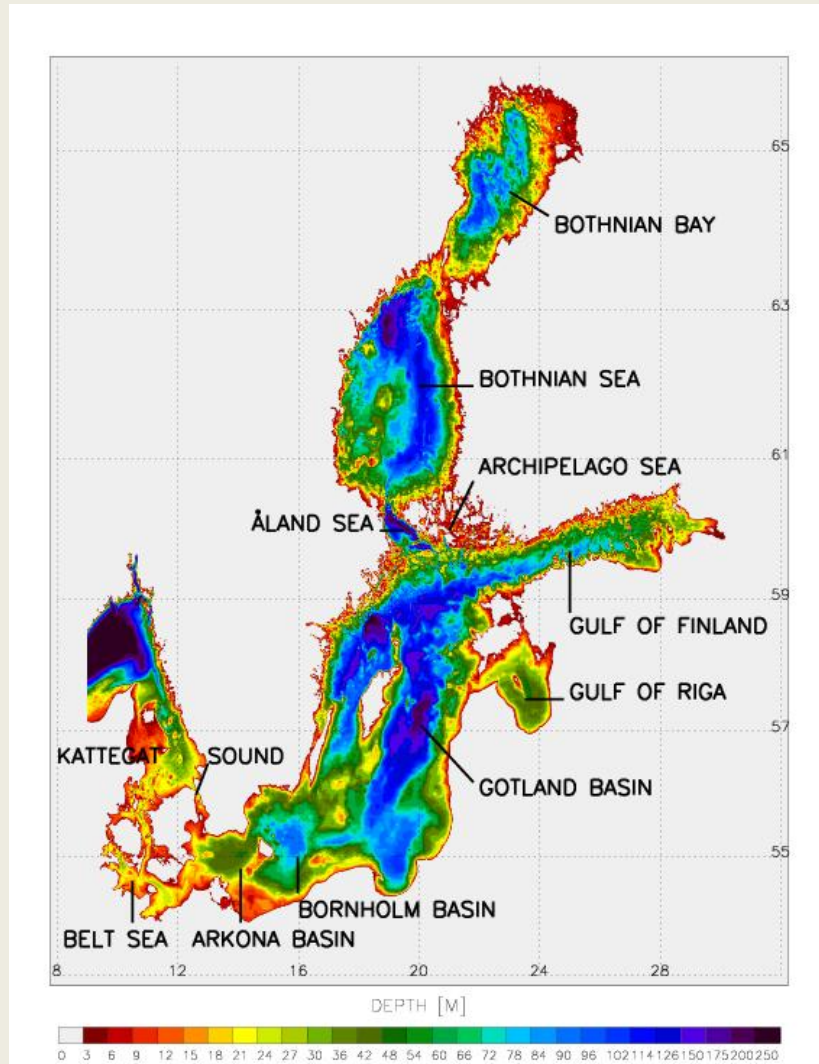 65
BOTHNIAN BAY
63
BOTHNIAN SEA
61
ARCHIPELAGO SEA
ÅLAND SEA
59
GULF OF FINLAND
GULF OF RIGA
57
KATTEGAT SOUND
GOTLAND BASIN
55
BORNHOLM BASIN
BELT SEA ARKONA BASIN
8 12 16 20 24 28
DEPTH [M]
0 3 6 9 12 15 18 21 24 27 30 36 42 48 54 60 66 72 78 84 90 96 102 114 126 150 175 200 250